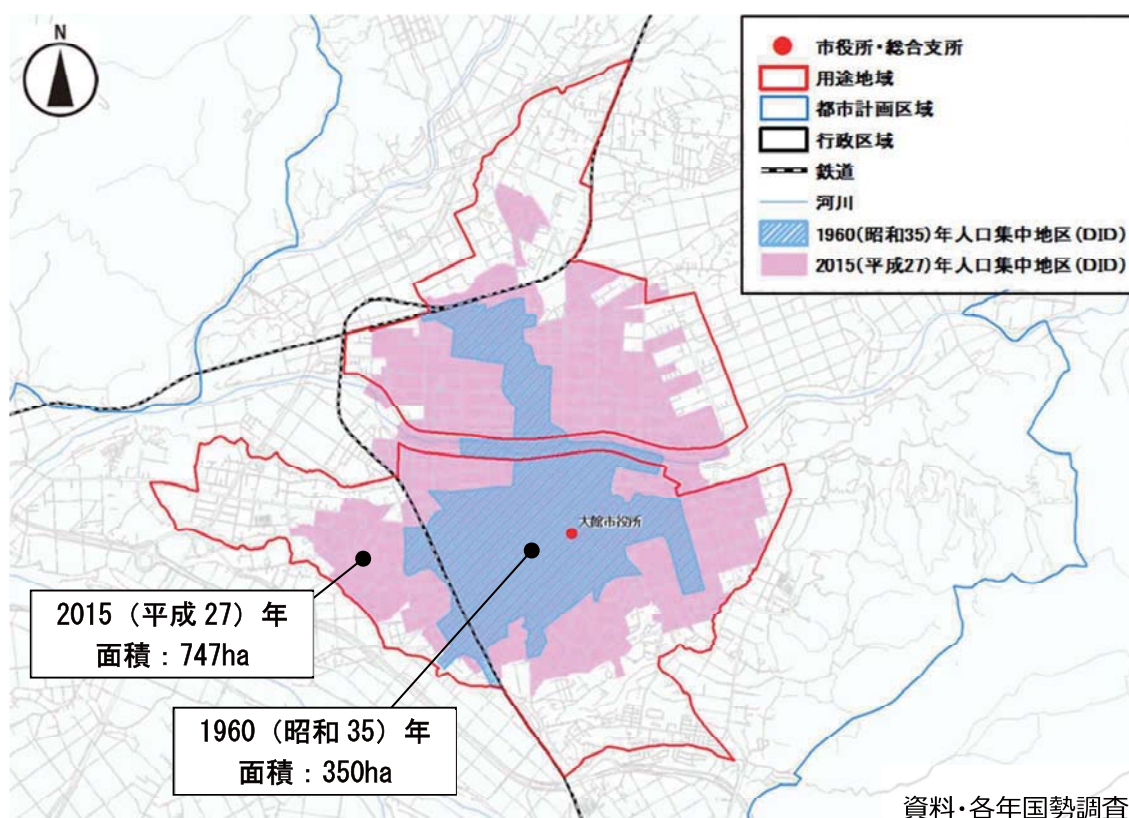 N
市役所・総合支所
用途地域
都市計画区域
行政区域
鉄道
河川
1960(昭和35)年人口集中地区(DID)
2015(平成27)年人口集中地区(DID)
大館市役所
2015（平成27）年
面積：747ha
1960（昭和35）年
面積：350ha
資料・各年国勢調査